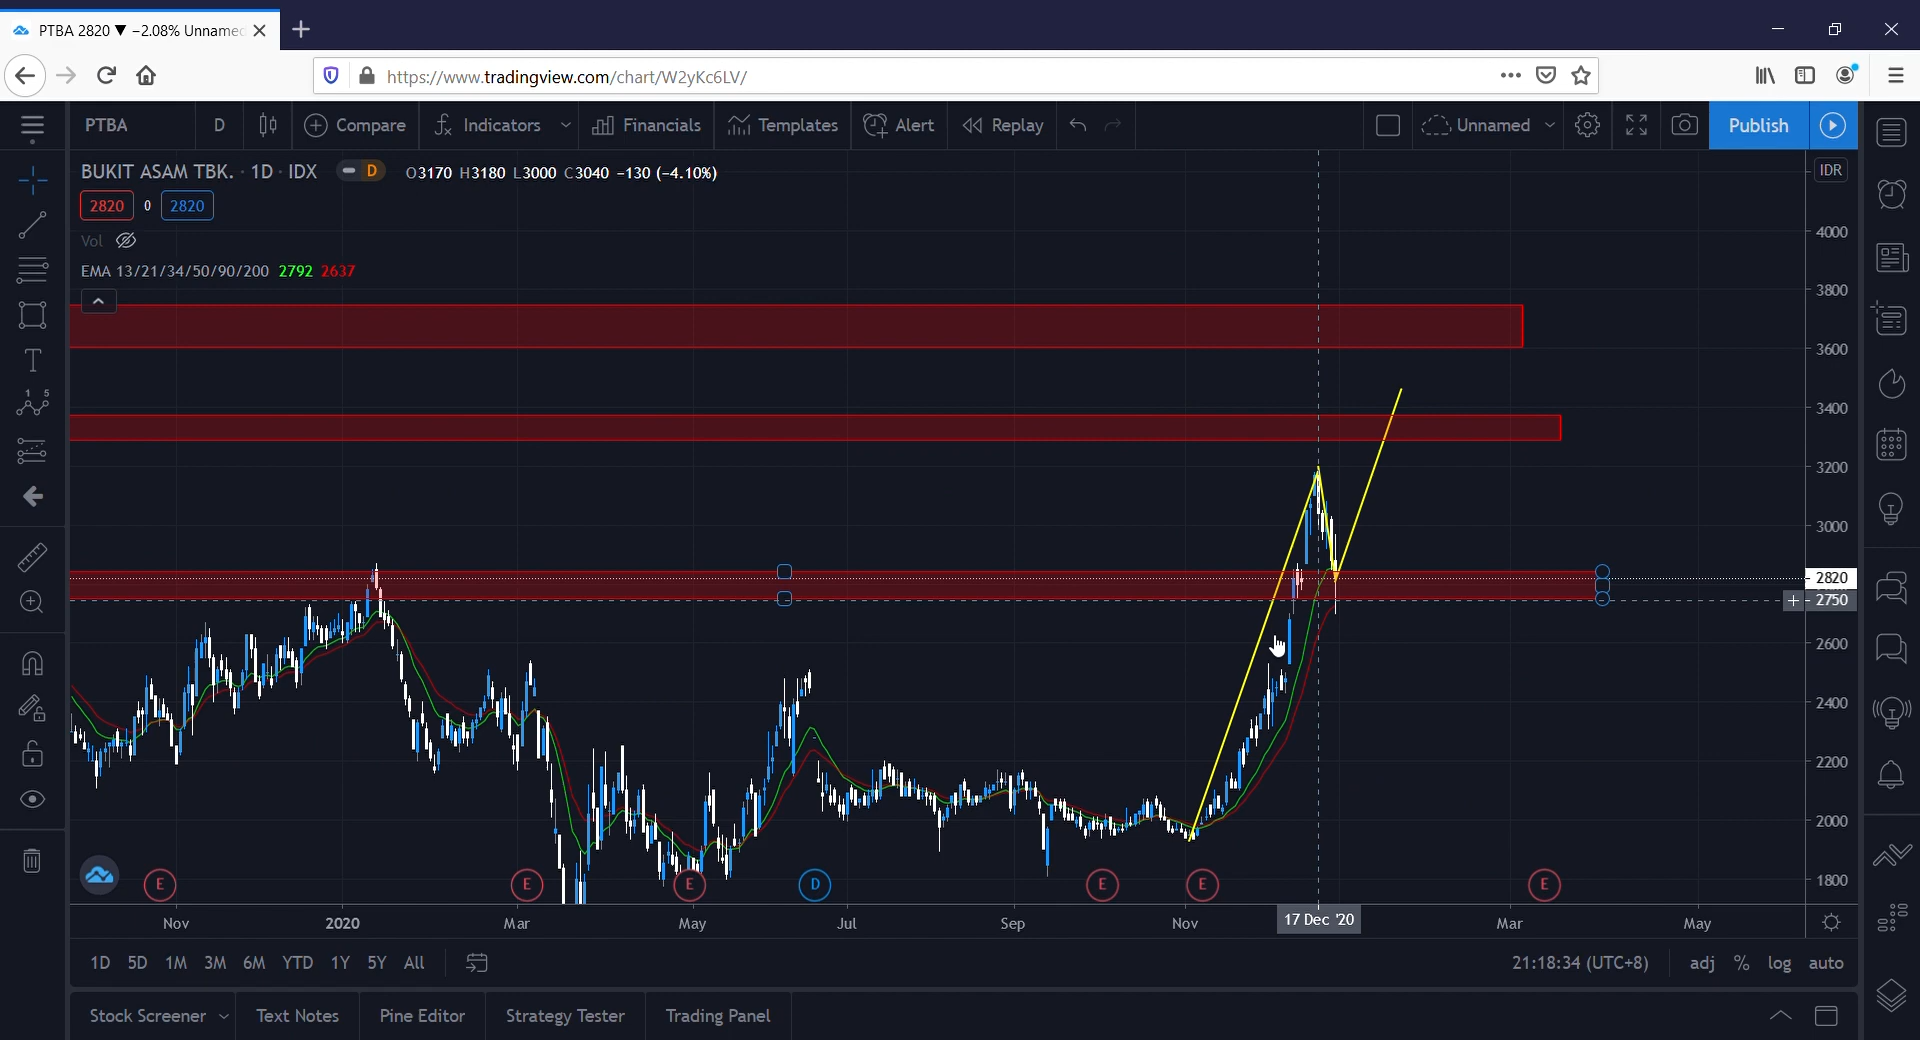 PTBA 2820 ▼ −2.08% Unnamed
https://www.tradingview.com/chart/W2yKc6LV/
PTBA D Compare Indicators Financials Templates Alert Replay Unnamed Publish
BUKIT ASAM TBK. · 1D · IDX D O3170 H3180 L3000 C3040 -130 (-4.10%) IDR
2820 0 2820
Vol
EMA 13/21/34/50/90/200 2792 2637
4000
3800
3600
3400
3200
3000
2820
2750
2600
2400
2200
2000
1800
E E E D E E E
Nov 2020 Mar May Jul Sep Nov 17 Dec '20 Mar May
1D 5D 1M 3M 6M YTD 1Y 5Y All 21:18:34 (UTC+8) adj % log auto
Stock Screener Text Notes Pine Editor Strategy Tester Trading Panel